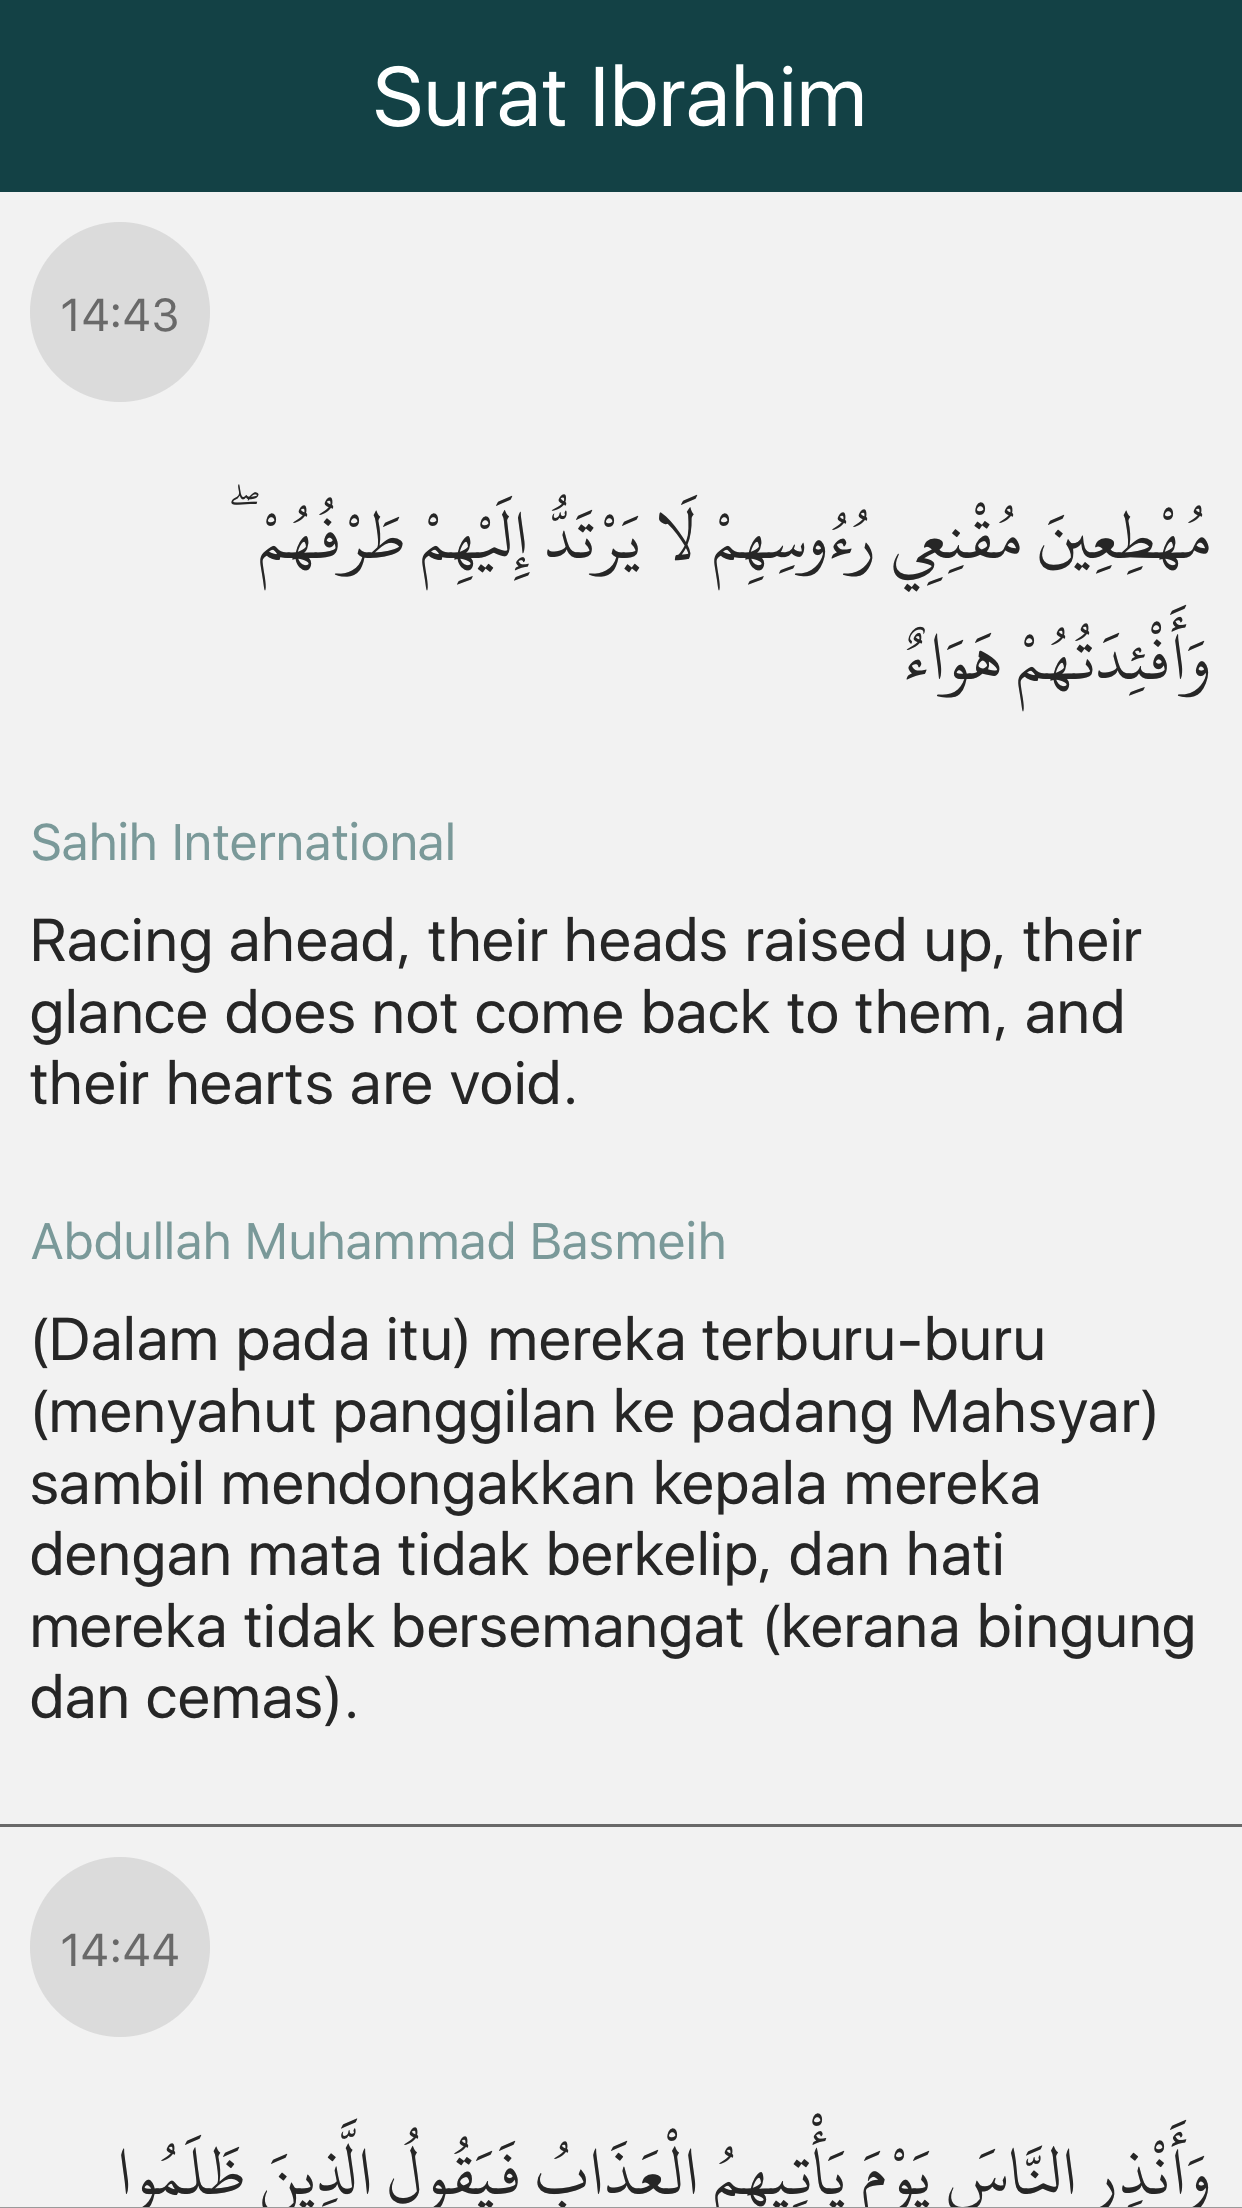 Surat Ibrahim
14:43
مُهْطِعِينَ مُقْنِعِي رُءُوسِهِمْ لَا يَرْتَدُّ إِلَيْهِمْ طَرْفُهُمْ ۖ
وَأَفْئِدَتُهُمْ هَوَاءٌ
Sahih International
Racing ahead, their heads raised up, their
glance does not come back to them, and
their hearts are void.
Abdullah Muhammad Basmeih
(Dalam pada itu) mereka terburu-buru
(menyahut panggilan ke padang Mahsyar)
sambil mendongakkan kepala mereka
dengan mata tidak berkelip, dan hati
mereka tidak bersemangat (kerana bingung
dan cemas).
14:44
وَأَنْذِرِ النَّاسَ يَوْمَ يَأْتِيهِمُ الْعَذَابُ فَيَقُولُ الَّذِينَ ظَلَمُوا